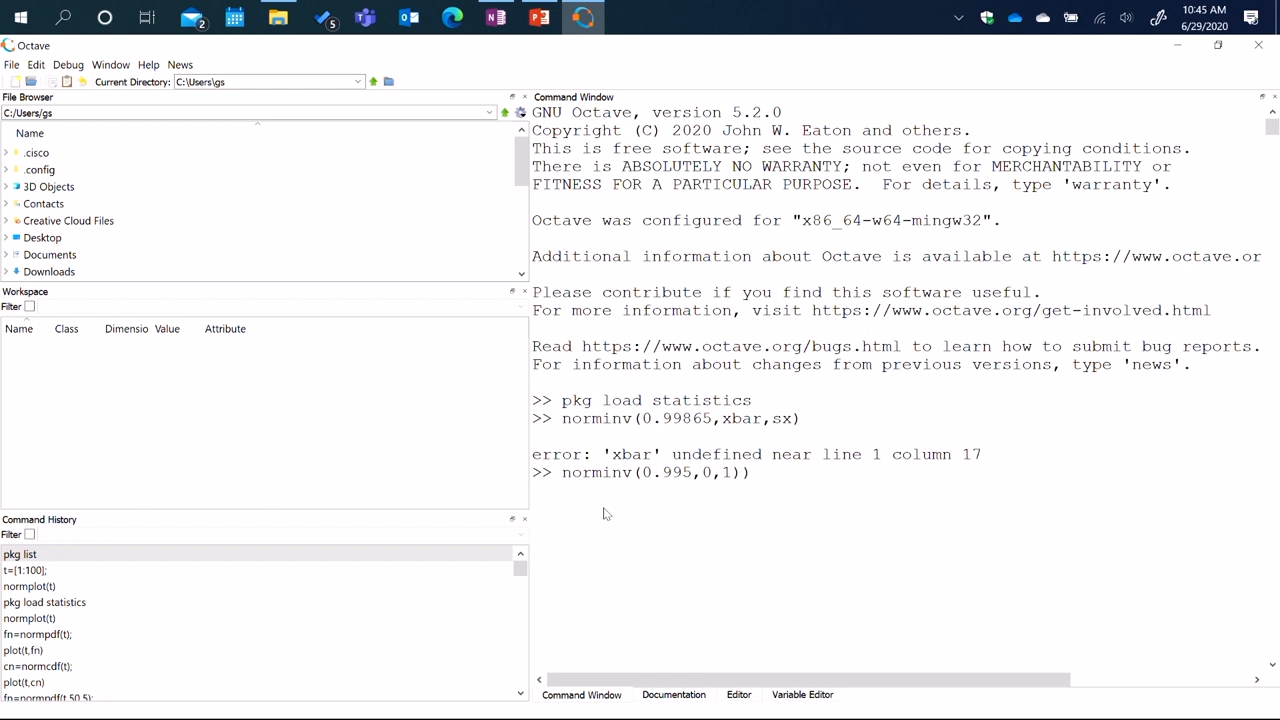 10:45 AM
6/29/2020
2
5
Octave
File Edit Debug Window Help News
Current Directory: C:\Users\gs
File Browser
C:/Users/gs
Name
.cisco
.config
3D Objects
Contacts
Creative Cloud Files
Desktop
Documents
Downloads
Workspace
Filter
Name Class Dimensio Value Attribute
Command History
Filter
pkg list
t=[1:100];
normplot(t)
pkg load statistics
normplot(t)
fn=normpdf(t);
plot(t,fn)
cn=normcdf(t);
plot(t,cn)
fn=normpdf(t,50,5);
Command Window
GNU Octave, version 5.2.0
Copyright (C) 2020 John W. Eaton and others.
This is free software; see the source code for copying conditions.
There is ABSOLUTELY NO WARRANTY; not even for MERCHANTABILITY or
FITNESS FOR A PARTICULAR PURPOSE.  For details, type 'warranty'.
Octave was configured for "x86_64-w64-mingw32".
Additional information about Octave is available at https://www.octave.or
Please contribute if you find this software useful.
For more information, visit https://www.octave.org/get-involved.html
Read https://www.octave.org/bugs.html to learn how to submit bug reports.
For information about changes from previous versions, type 'news'.
>> pkg load statistics
>> norminv(0.99865,xbar,sx)
error: 'xbar' undefined near line 1 column 17
>> norminv(0.995,0,1))
Command Window Documentation Editor Variable Editor